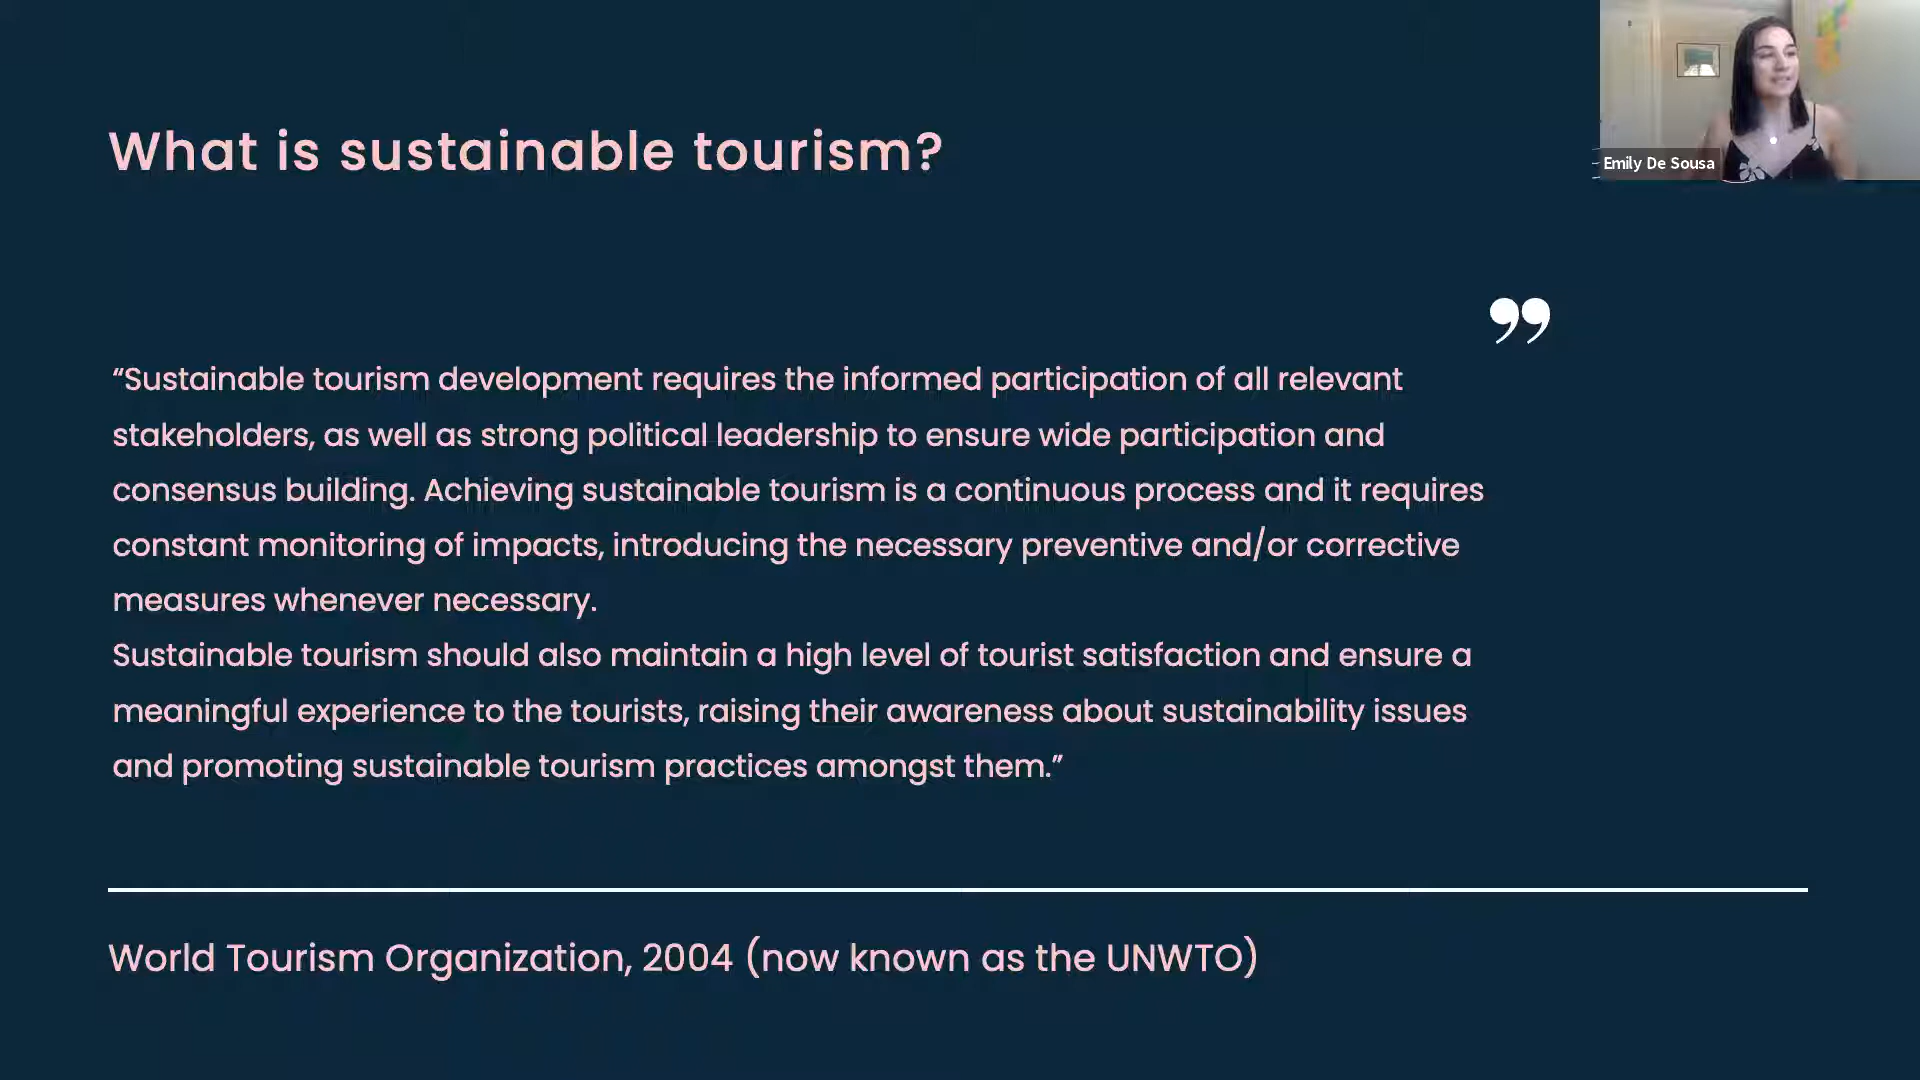 What is sustainable tourism?
Emily De Sousa
”
“Sustainable tourism development requires the informed participation of all relevant
stakeholders, as well as strong political leadership to ensure wide participation and
consensus building. Achieving sustainable tourism is a continuous process and it requires
constant monitoring of impacts, introducing the necessary preventive and/or corrective
measures whenever necessary.
Sustainable tourism should also maintain a high level of tourist satisfaction and ensure a
meaningful experience to the tourists, raising their awareness about sustainability issues
and promoting sustainable tourism practices amongst them.”
World Tourism Organization, 2004 (now known as the UNWTO)